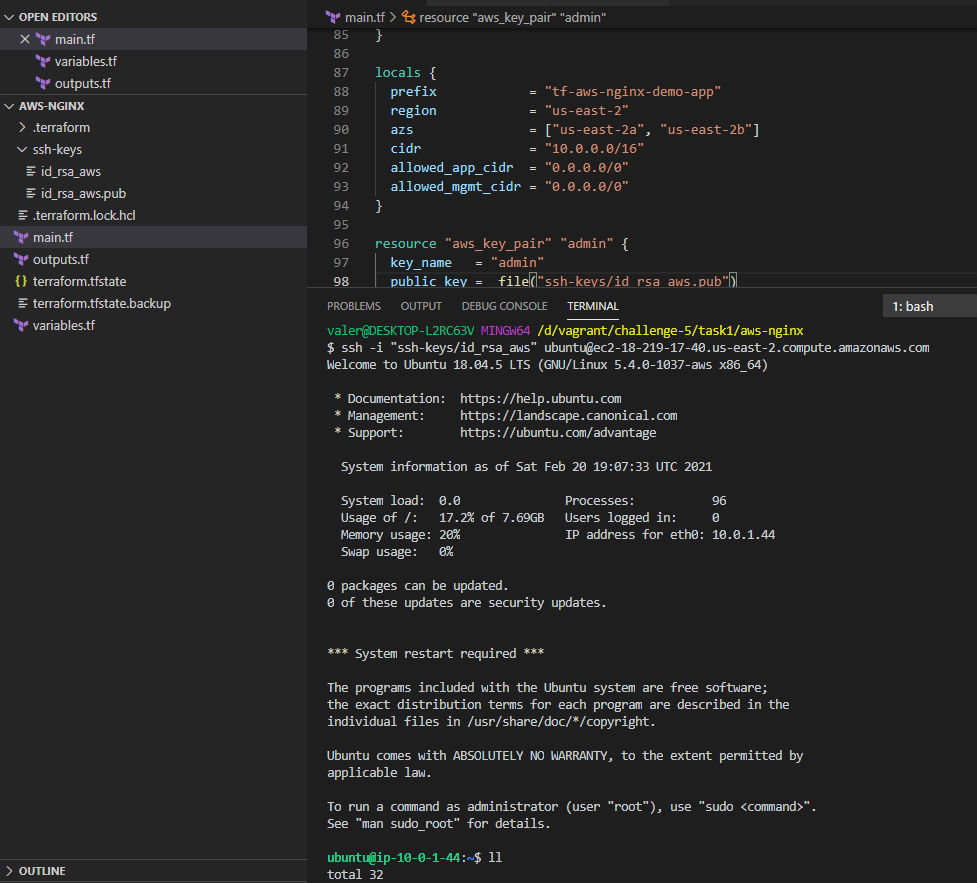 OPEN EDITORS
main.tf
variables.tf
outputs.tf
AWS-NGINX
.terraform
ssh-keys
id_rsa_aws
id_rsa_aws.pub
.terraform.lock.hcl
main.tf
outputs.tf
{} terraform.tfstate
terraform.tfstate.backup
variables.tf
OUTLINE
main.tf > resource "aws_key_pair" "admin"
85 }
86
87 locals {
88 prefix = "tf-aws-nginx-demo-app"
89 region = "us-east-2"
90 azs = ["us-east-2a", "us-east-2b"]
91 cidr = "10.0.0.0/16"
92 allowed_app_cidr = "0.0.0.0/0"
93 allowed_mgmt_cidr = "0.0.0.0/0"
94 }
95
96 resource "aws_key_pair" "admin" {
97 key_name = "admin"
98 public_key = file("ssh-keys/id_rsa_aws.pub")
PROBLEMS OUTPUT DEBUG CONSOLE TERMINAL 1: bash
valer@DESKTOP-L2RC63V MINGW64 /d/vagrant/challenge-5/task1/aws-nginx
$ ssh -i "ssh-keys/id_rsa_aws" ubuntu@ec2-18-219-17-40.us-east-2.compute.amazonaws.com
Welcome to Ubuntu 18.04.5 LTS (GNU/Linux 5.4.0-1037-aws x86_64)
* Documentation: https://help.ubuntu.com
* Management: https://landscape.canonical.com
* Support: https://ubuntu.com/advantage
System information as of Sat Feb 20 19:07:33 UTC 2021
System load: 0.0 Processes: 96
Usage of /: 17.2% of 7.69GB Users logged in: 0
Memory usage: 20% IP address for eth0: 10.0.1.44
Swap usage: 0%
0 packages can be updated.
0 of these updates are security updates.
*** System restart required ***
The programs included with the Ubuntu system are free software;
the exact distribution terms for each program are described in the
individual files in /usr/share/doc/*/copyright.
Ubuntu comes with ABSOLUTELY NO WARRANTY, to the extent permitted by
applicable law.
To run a command as administrator (user "root"), use "sudo <command>".
See "man sudo_root" for details.
ubuntu@ip-10-0-1-44:~$ ll
total 32